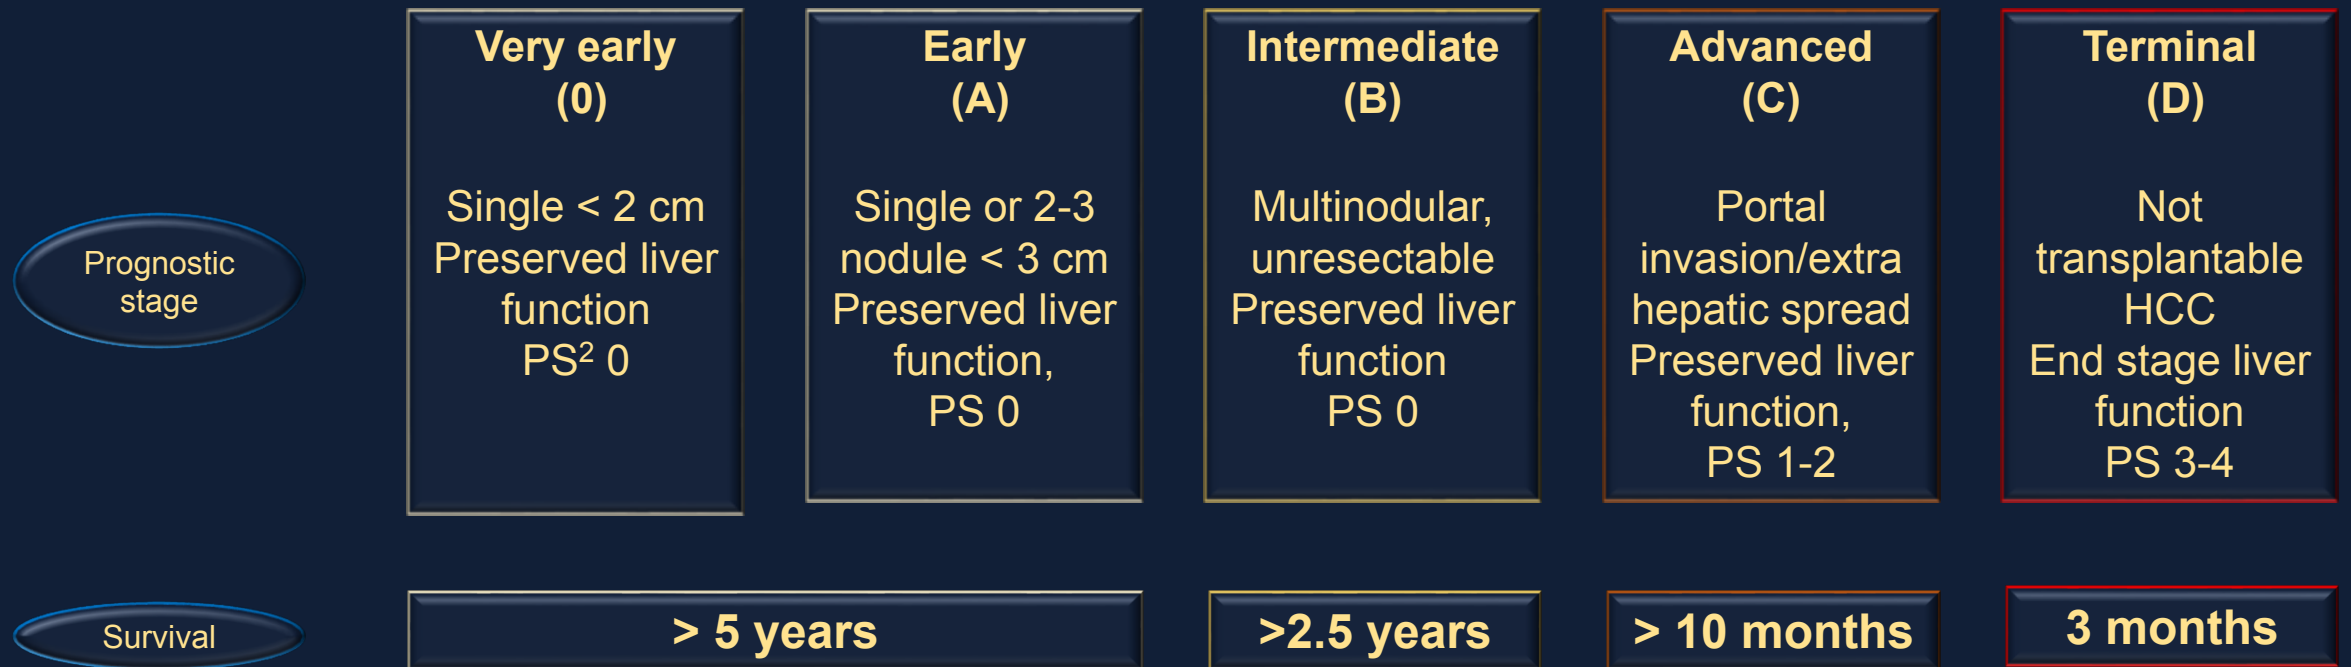 Prognostic
stage
Very early
(0)
Single < 2 cm
Preserved liver
function
PS² 0
Early
(A)
Single or 2-3
nodule < 3 cm
Preserved liver
function,
PS 0
Intermediate
(B)
Multinodular,
unresectable
Preserved liver
function
PS 0
Advanced
(C)
Portal
invasion/extra
hepatic spread
Preserved liver
function,
PS 1-2
Terminal
(D)
Not
transplantable
HCC
End stage liver
function
PS 3-4
Survival
> 5 years
>2.5 years
> 10 months
3 months